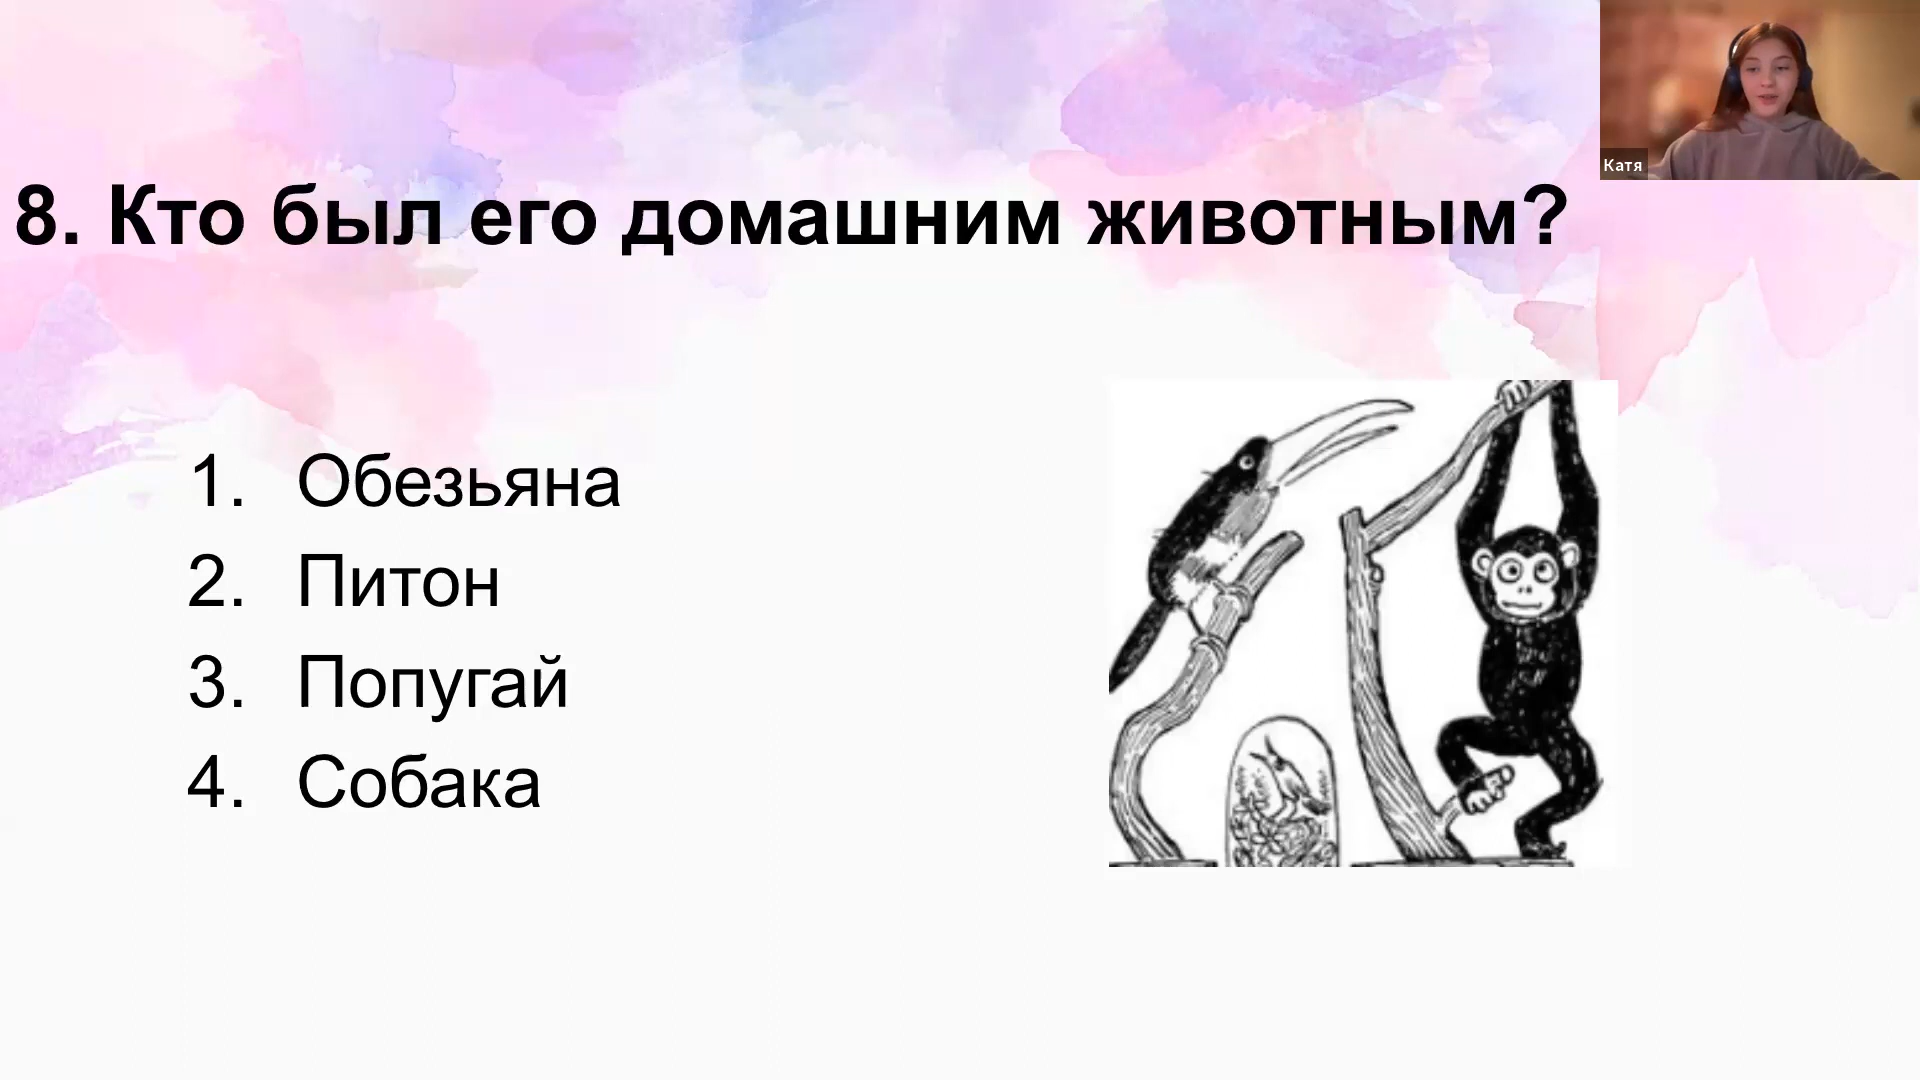 Катя
8. Кто был его домашним животным?
1. Обезьяна
2. Питон
3. Попугай
4. Собака